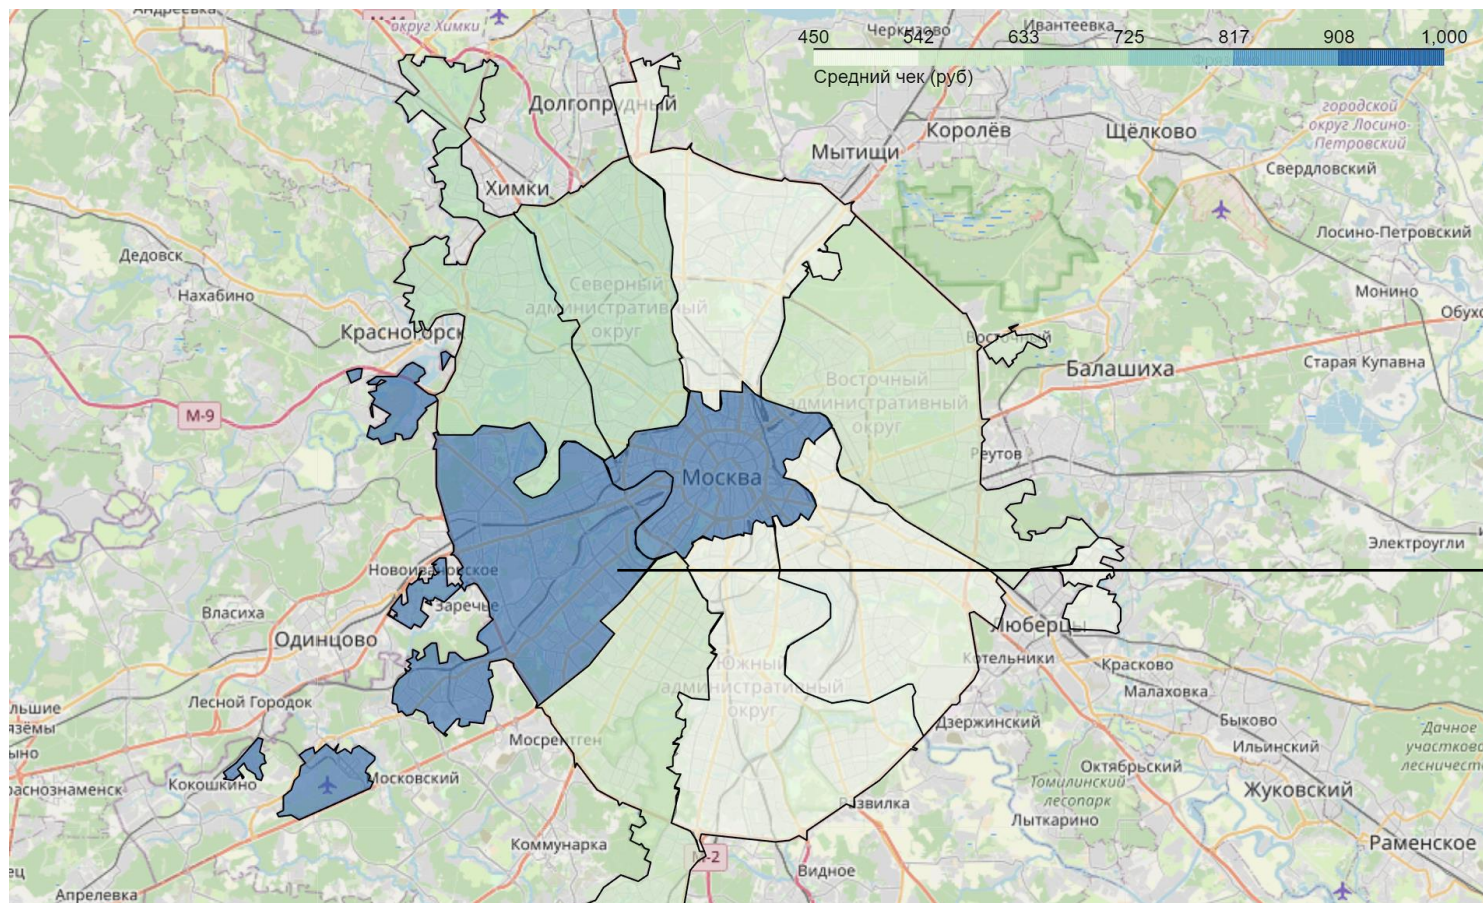 Андреевка
М-11
округ Химки
Черкизово
Ивантеевка
450
542
633
725
817
908
1,000
Средний чек (руб)
Долгопрудный
Королёв
Щёлково
городской
округ Лосино-
Петровский
Мытищи
Свердловский
Химки
Лосино-Петровский
Дедовск
Нахабино
Северный
административный
округ
Монино
Красногорск
Восточный
Старая Купавна
Балашиха
Восточный
административный
округ
М-9
Реутов
Москва
Электроугли
Новоивановское
Власиха
Заречье
Одинцово
Люберцы
Котельники
Красково
Южный
административный
округ
Малаховка
Лесной Городок
Дзержинский
Быково
Мосрентген
Ильинский
Дачное
Октябрьский
Кокошкино
Московский
Томилинский
лесопарк
Жуковский
Развилка
Лыткарино
Коммунарка
Раменское
М-2
Видное
Апрелевка